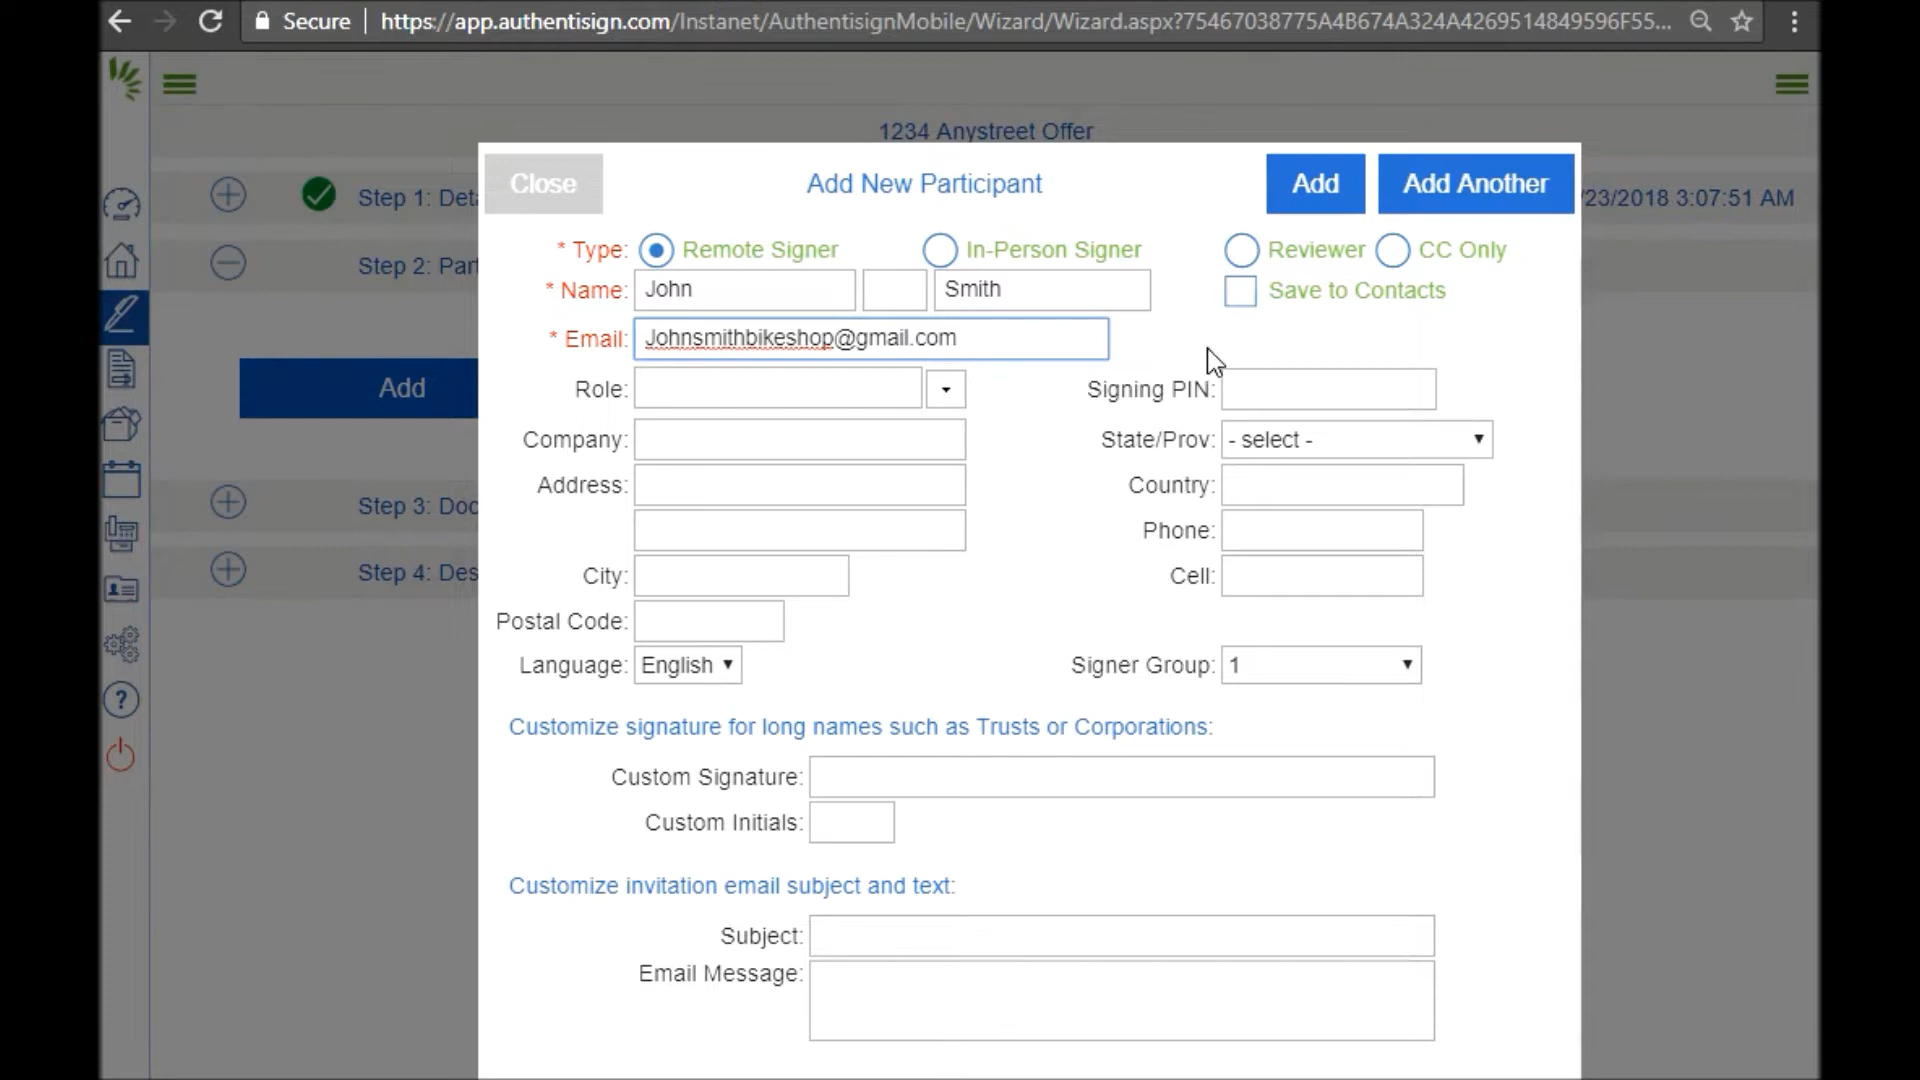 Secure | https://app.authentisign.com/Instanet/AuthentisignMobile/Wizard/Wizard.aspx?75467038775A4B674A324A4269514849596F55...
1234 Anystreet Offer
Close Add New Participant Add Add Another
Step 1: Deta /23/2018 3:07:51 AM
* Type: Remote Signer In-Person Signer Reviewer CC Only
Step 2: Part
* Name: John Smith Save to Contacts
* Email: Johnsmithbikeshop@gmail.com
Add
Role: Signing PIN:
Company: State/Prov: - select -
Address: Country:
Step 3: Doc
Phone:
Step 4: Des
City: Cell:
Postal Code:
Language: English Signer Group: 1
?
Customize signature for long names such as Trusts or Corporations:
Custom Signature:
Custom Initials:
Customize invitation email subject and text:
Subject:
Email Message: